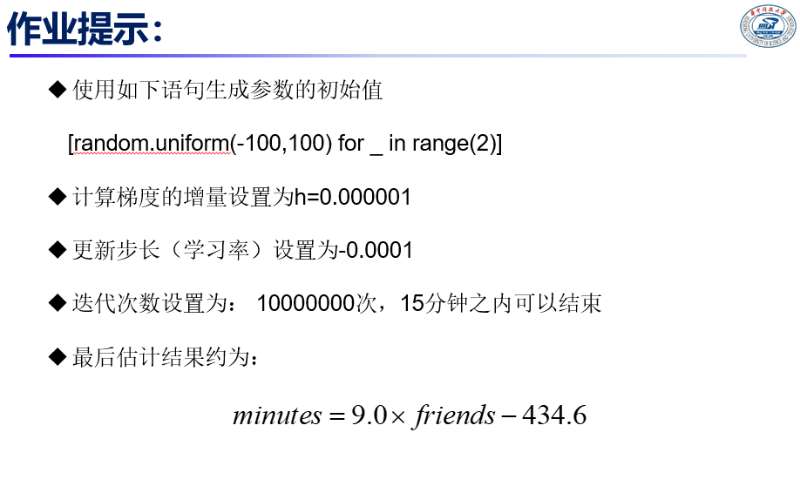 作业提示：
◆ 使用如下语句生成参数的初始值
[random.uniform(-100,100) for _ in range(2)]
◆ 计算梯度的增量设置为h=0.000001
◆ 更新步长（学习率）设置为-0.0001
◆ 迭代次数设置为： 10000000次，15分钟之内可以结束
◆ 最后估计结果约为：
minutes = 9.0× friends − 434.6